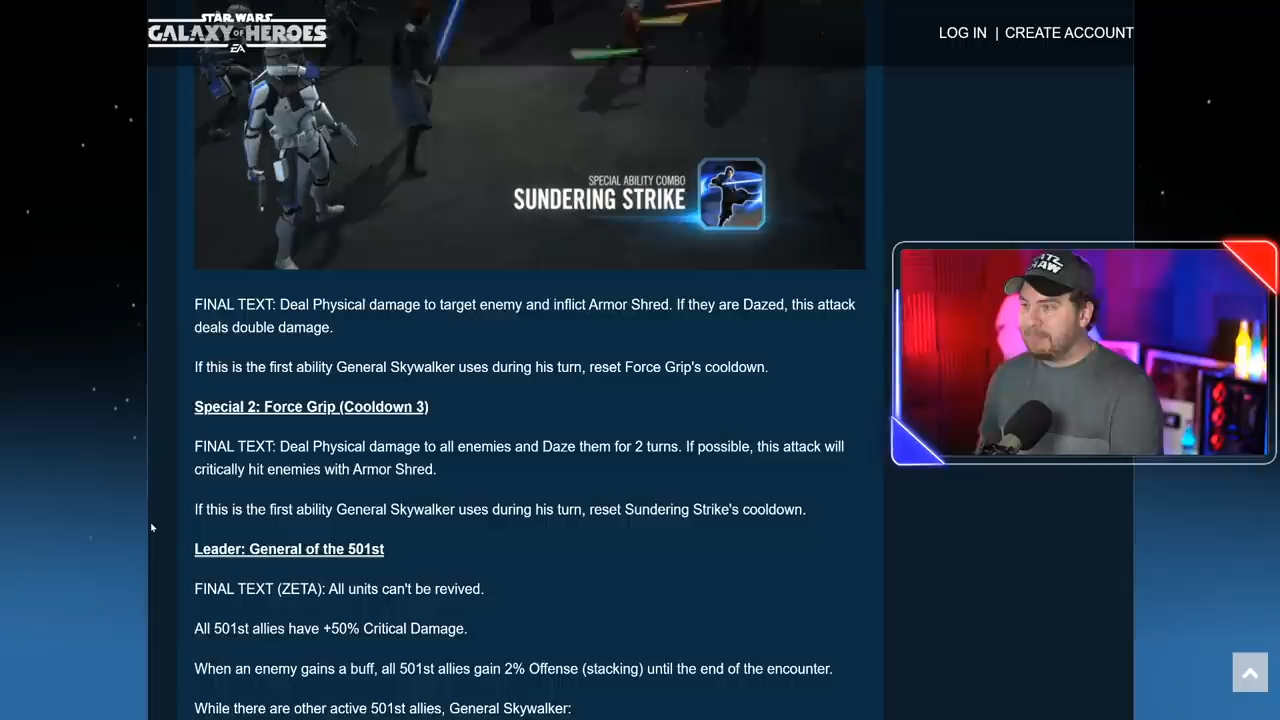 STAR WARS
GALAXY OF HEROES
EA
LOG IN | CREATE ACCOUNT
SPECIAL ABILITY COMBO
SUNDERING STRIKE
FINAL TEXT: Deal Physical damage to target enemy and inflict Armor Shred. If they are Dazed, this attack
deals double damage.
If this is the first ability General Skywalker uses during his turn, reset Force Grip's cooldown.
Special 2: Force Grip (Cooldown 3)
FINAL TEXT: Deal Physical damage to all enemies and Daze them for 2 turns. If possible, this attack will
critically hit enemies with Armor Shred.
If this is the first ability General Skywalker uses during his turn, reset Sundering Strike's cooldown.
Leader: General of the 501st
FINAL TEXT (ZETA): All units can't be revived.
All 501st allies have +50% Critical Damage.
When an enemy gains a buff, all 501st allies gain 2% Offense (stacking) until the end of the encounter.
While there are other active 501st allies, General Skywalker: